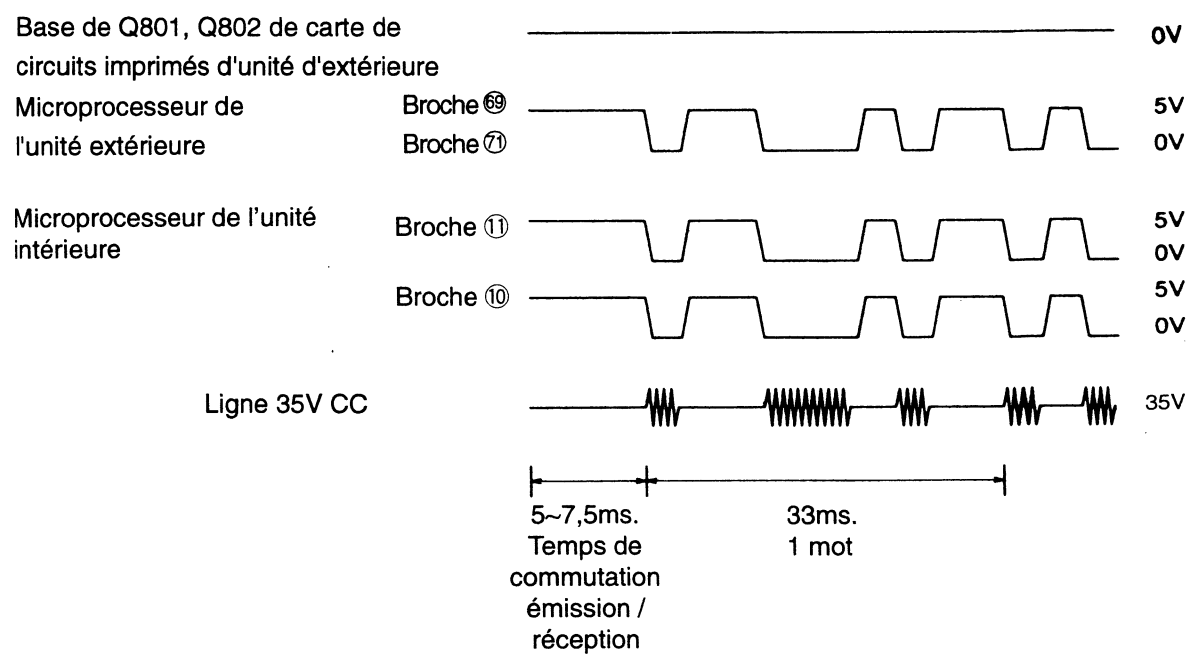 Base de Q801, Q802 de carte de
circuits imprimés d'unité d'extérieure
0V
Microprocesseur de
l'unité extérieure
Broche 69
Broche 71
5V
0V
Microprocesseur de l'unité
intérieure
Broche ⑪
5V
0V
Broche ⑩
5V
0V
Ligne 35V CC
35V
5~7,5ms.
Temps de
commutation
émission /
réception
33ms.
1 mot